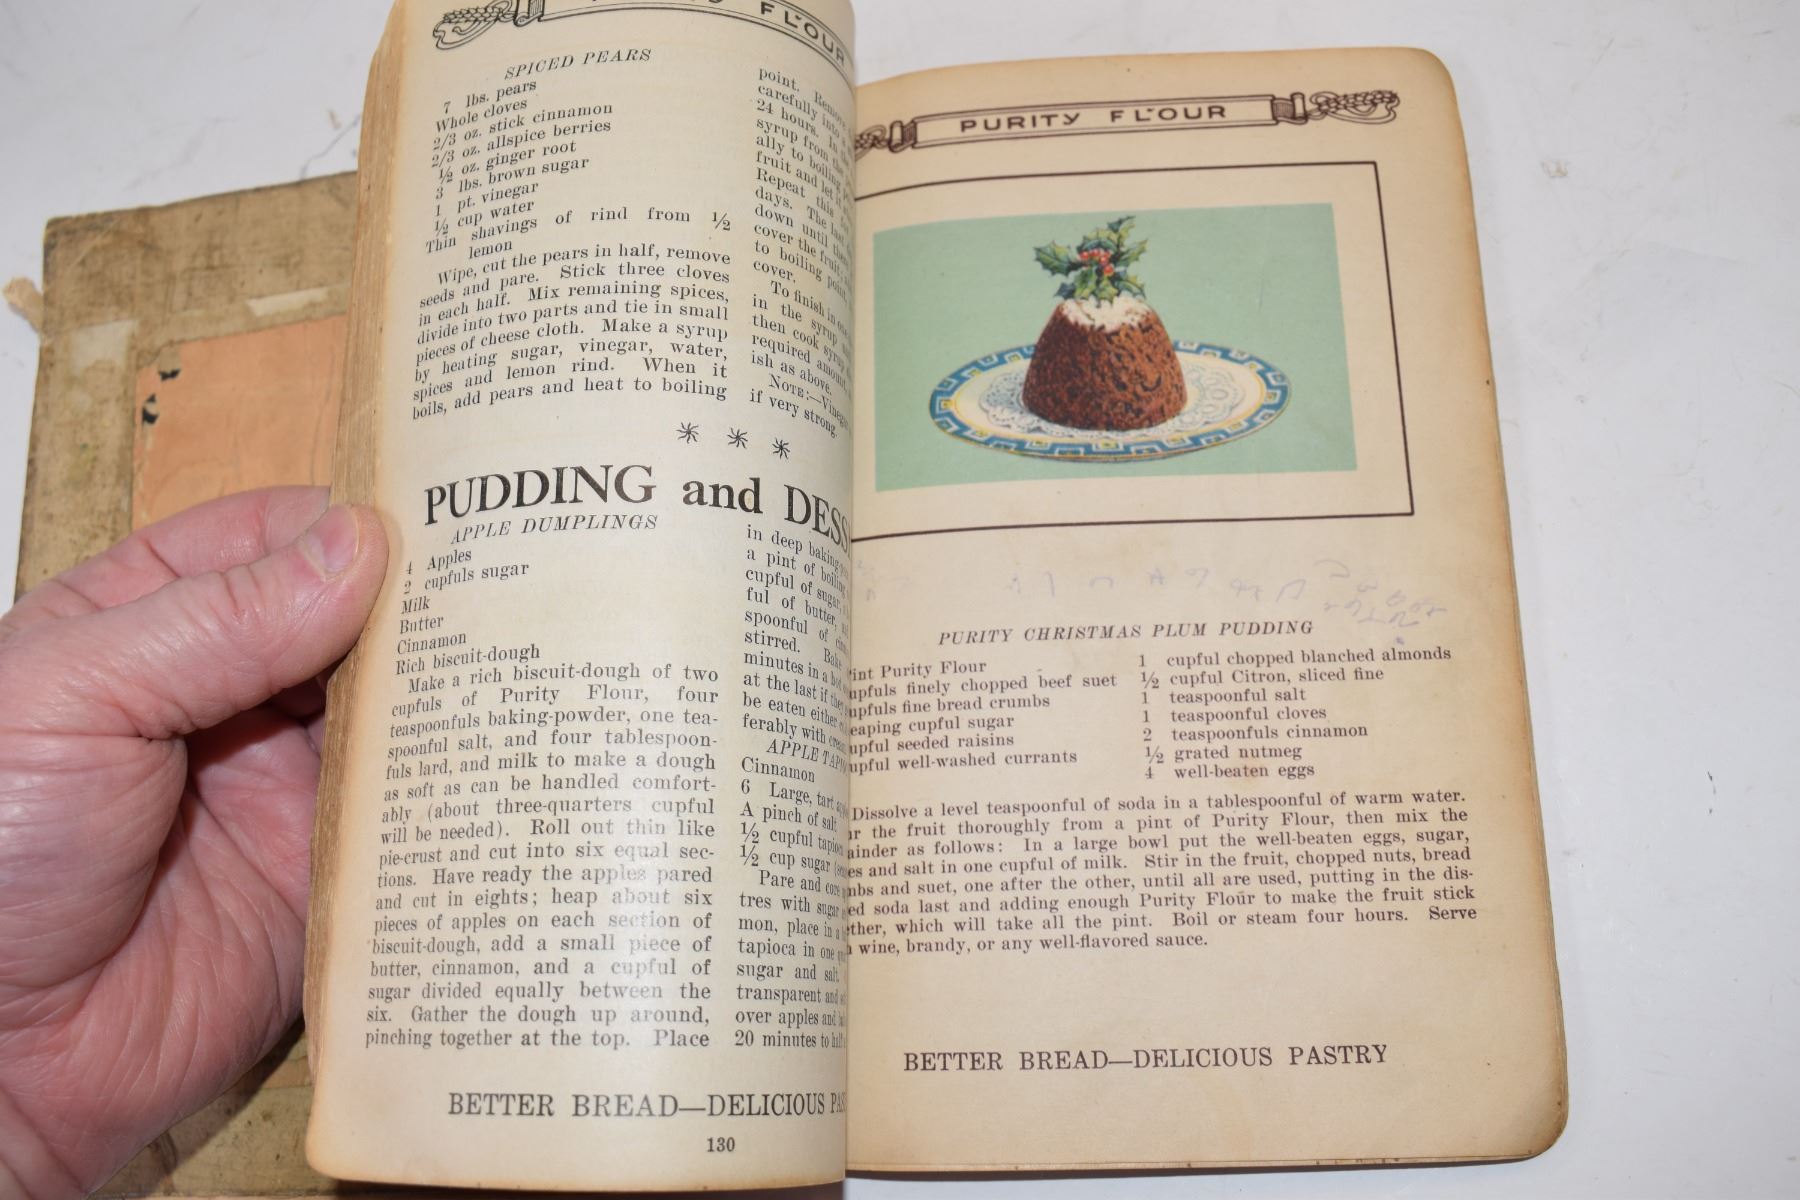 FLOUR
SPICED PEARS
7 lbs. pears
Whole cloves
2/3 oz. stick cinnamon
2/3 oz. allspice berries
½ oz. ginger root
3 lbs. brown sugar
1 pt. vinegar
½ cup water
Thin shavings of rind from ½
lemon
Wipe, cut the pears in half, remove
seeds and pare. Stick three cloves
in each half. Mix remaining spices,
divide into two parts and tie in small
pieces of cheese cloth. Make a syrup
by heating sugar, vinegar, water,
spices and lemon rind. When it
boils, add pears and heat to boiling
point.
carefully into
24 hours. In
syrup from the
ally to boiling
fruit and let it
Repeat this
days. The last
down until
cover the fruit
to boiling point
cover.
To finish in one
in the syrup
then cook syrup
required amount
ish as above.
NOTE:—
if very strong.
PUDDING and
APPLE DUMPLINGS
4 Apples
2 cupfuls sugar
Milk
Butter
Cinnamon
Rich biscuit-dough
Make a rich biscuit-dough of two
cupfuls of Purity Flour, four
teaspoonfuls baking-powder, one tea-
spoonful salt, and four tablespoon-
fuls lard, and milk to make a dough
as soft as can be handled comfort-
ably (about three-quarters cupful
will be needed). Roll out thin like
pie-crust and cut into six equal sec-
tions. Have ready the apples pared
and cut in eights; heap about six
pieces of apples on each section of
biscuit-dough, add a small piece of
butter, cinnamon, and a cupful of
sugar divided equally between the
six. Gather the dough up around,
pinching together at the top. Place
in deep baking
a pint of boiling
cupful of sugar,
ful of butter,
spoonful of
stirred. Bake
minutes in a
at the last if they
be eaten either
ferably with cream
APPLE
Cinnamon
6 Large, tart
A pinch of salt
½ cupful tapioca
½ cup sugar
Pare and core
tres with sugar
mon, place in a
tapioca in one
sugar and salt
transparent and
over apples and
20 minutes to
BETTER BREAD—DELICIOUS
130
PURITY FLOUR
PURITY CHRISTMAS PLUM PUDDING
Purity Flour
finely chopped beef suet
fine bread crumbs
cupful sugar
seeded raisins
well-washed currants
1 cupful chopped blanched almonds
½ cupful Citron, sliced fine
1 teaspoonful salt
1 teaspoonful cloves
2 teaspoonfuls cinnamon
½ grated nutmeg
4 well-beaten eggs
Dissolve a level teaspoonful of soda in a tablespoonful of warm water.
the fruit thoroughly from a pint of Purity Flour, then mix the
as follows: In a large bowl put the well-beaten eggs, sugar,
and salt in one cupful of milk. Stir in the fruit, chopped nuts, bread
and suet, one after the other, until all are used, putting in the dis-
soda last and adding enough Purity Flour to make the fruit stick
which will take all the pint. Boil or steam four hours. Serve
wine, brandy, or any well-flavored sauce.
BETTER BREAD—DELICIOUS PASTRY